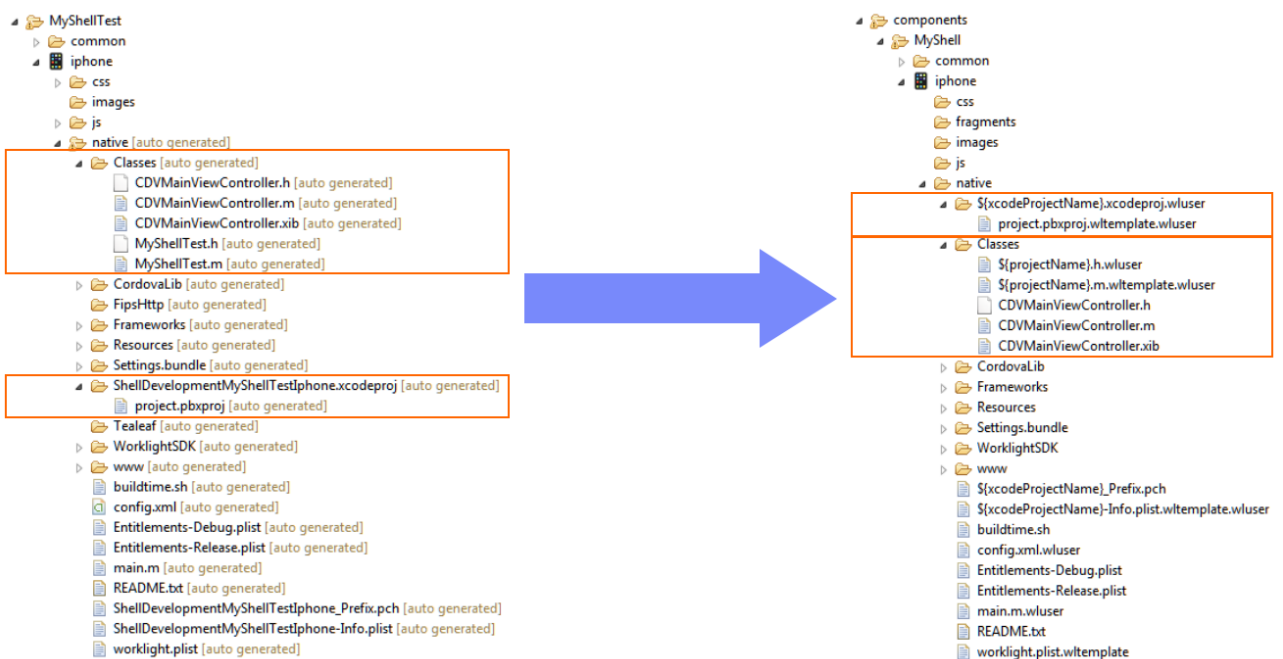 MyShellTest
common
iphone
css
images
js
native [auto generated]
Classes [auto generated]
CDVMainViewController.h [auto generated]
CDVMainViewController.m [auto generated]
CDVMainViewController.xib [auto generated]
MyShellTest.h [auto generated]
MyShellTest.m [auto generated]
CordovaLib [auto generated]
FipsHttp [auto generated]
Frameworks [auto generated]
Resources [auto generated]
Settings.bundle [auto generated]
ShellDevelopmentMyShellTestIphone.xcodeproj [auto generated]
project.pbxproj [auto generated]
Tealeaf [auto generated]
WorklightSDK [auto generated]
www [auto generated]
buildtime.sh [auto generated]
config.xml [auto generated]
Entitlements-Debug.plist [auto generated]
Entitlements-Release.plist [auto generated]
main.m [auto generated]
README.txt [auto generated]
ShellDevelopmentMyShellTestIphone_Prefix.pch [auto generated]
ShellDevelopmentMyShellTestIphone-Info.plist [auto generated]
worklight.plist [auto generated]
components
MyShell
common
iphone
css
fragments
images
js
native
${xcodeProjectName}.xcodeproj.wluser
project.pbxproj.wltemplate.wluser
Classes
${projectName}.h.wluser
${projectName}.m.wltemplate.wluser
CDVMainViewController.h
CDVMainViewController.m
CDVMainViewController.xib
CordovaLib
Frameworks
Resources
Settings.bundle
WorklightSDK
www
${xcodeProjectName}_Prefix.pch
${xcodeProjectName}-Info.plist.wltemplate.wluser
buildtime.sh
config.xml.wluser
Entitlements-Debug.plist
Entitlements-Release.plist
main.m.wluser
README.txt
worklight.plist.wltemplate